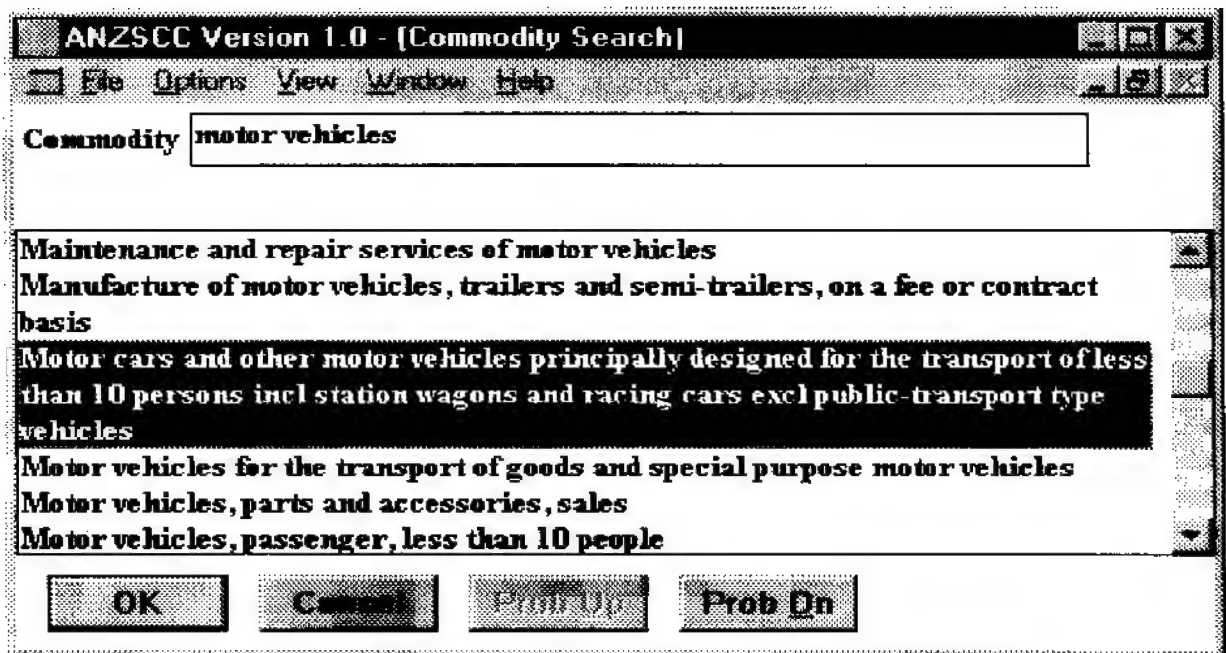 ANZSCC Version 1.0 - [Commodity Search]
File Options View Window Help
Commodity motor vehicles
Maintenance and repair services of motor vehicles
Manufacture of motor vehicles, trailers and semi-trailers, on a fee or contract
basis
Motor cars and other motor vehicles principally designed for the transport of less
than 10 persons incl station wagons and racing cars excl public-transport type
vehicles
Motor vehicles for the transport of goods and special purpose motor vehicles
Motor vehicles, parts and accessories, sales
Motor vehicles, passenger, less than 10 people
OK Cancel Prob Up Prob Dn